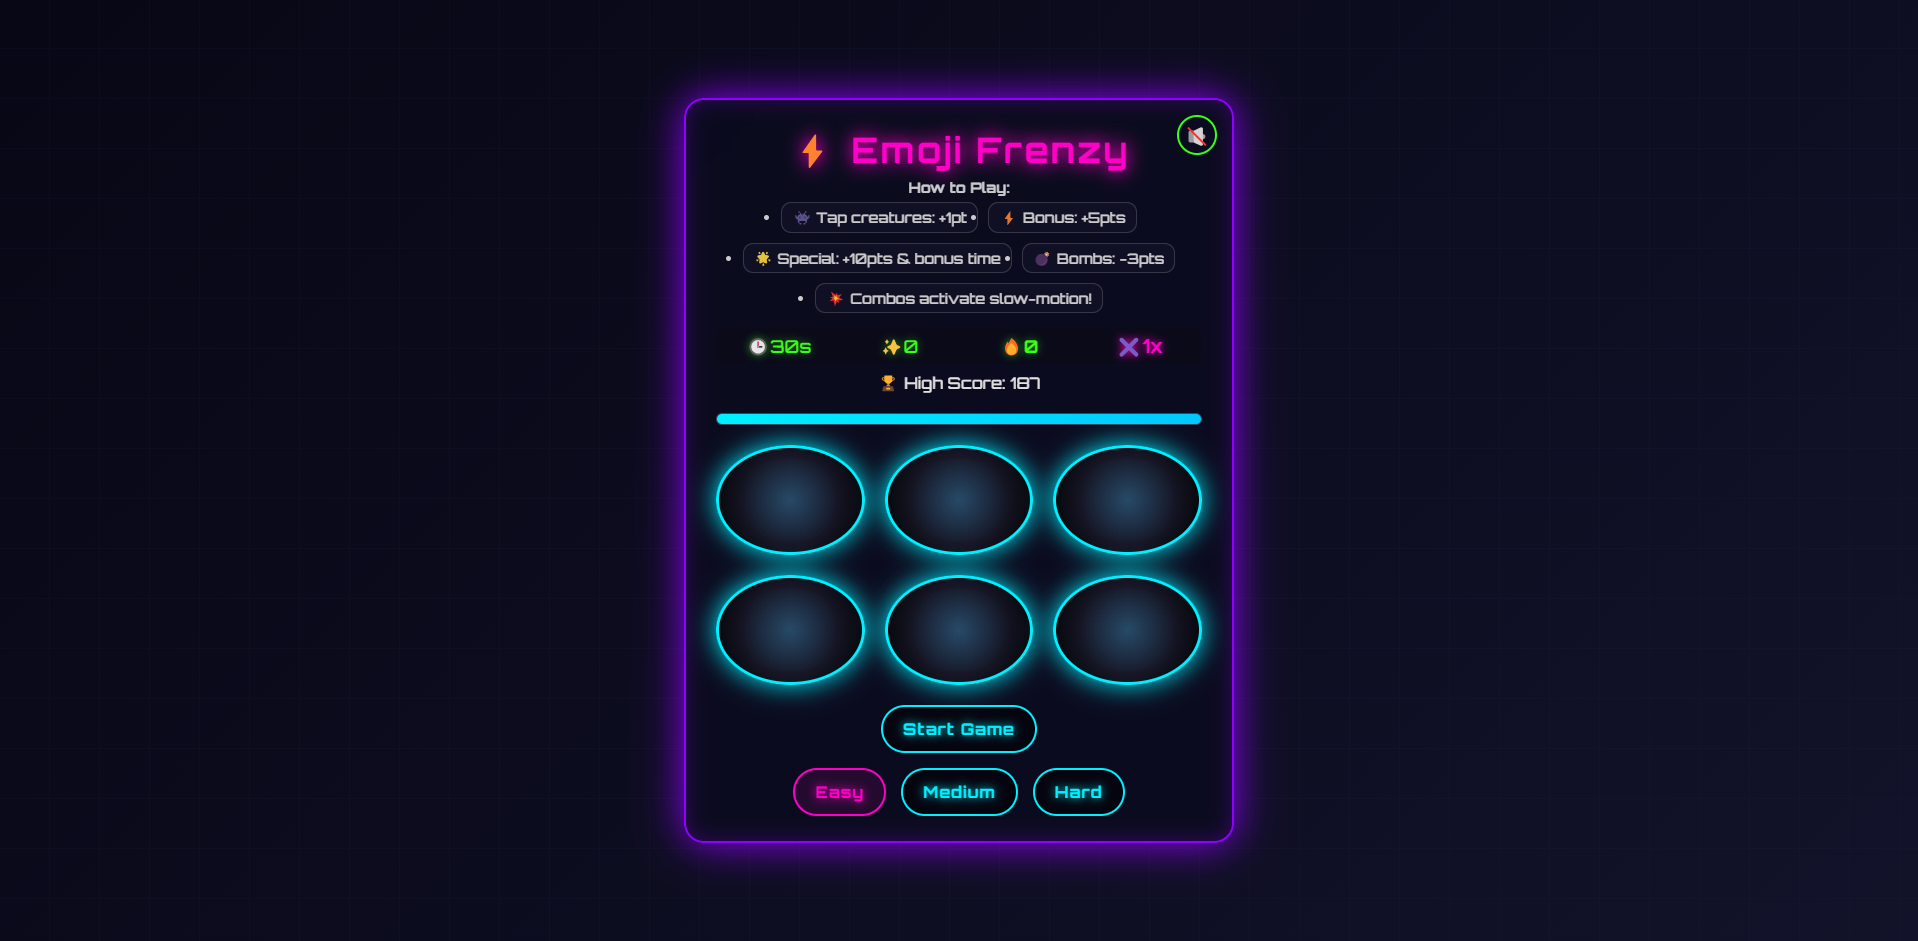 ⚡ Emoji Frenzy
How to Play:
• 👾 Tap creatures: +1pt • ⚡ Bonus: +5pts
• 🌟 Special: +10pts & bonus time • 💣 Bombs: -3pts
• 💥 Combos activate slow-motion!
🕒 30s ✨ 0 🔥 0 ✖️ 1x
🏆 High Score: 187
Start Game
Easy Medium Hard